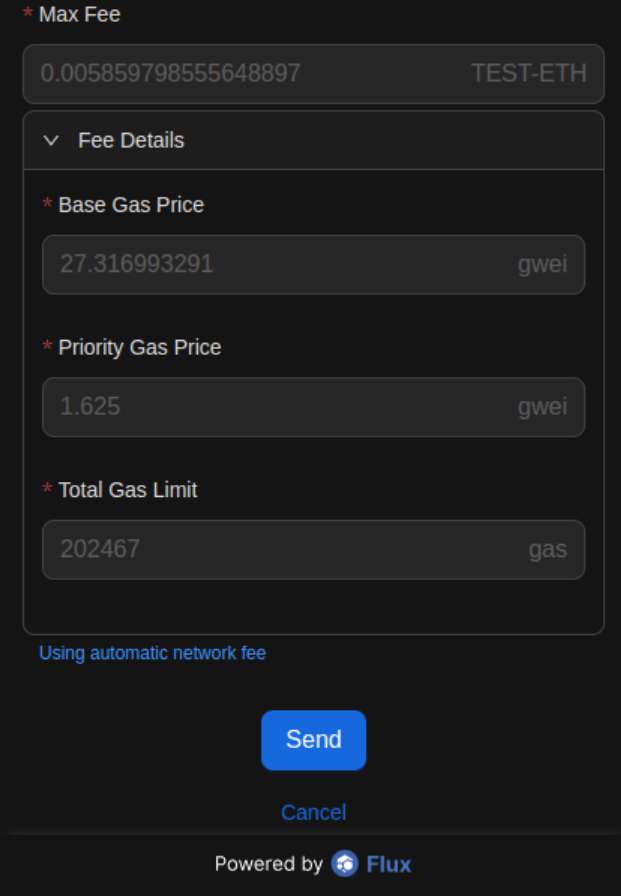 * Max Fee
0.005859798555648897 TEST-ETH
Fee Details
* Base Gas Price
27.316993291 gwei
* Priority Gas Price
1.625 gwei
* Total Gas Limit
202467 gas
Using automatic network fee
Send
Cancel
Powered by Flux